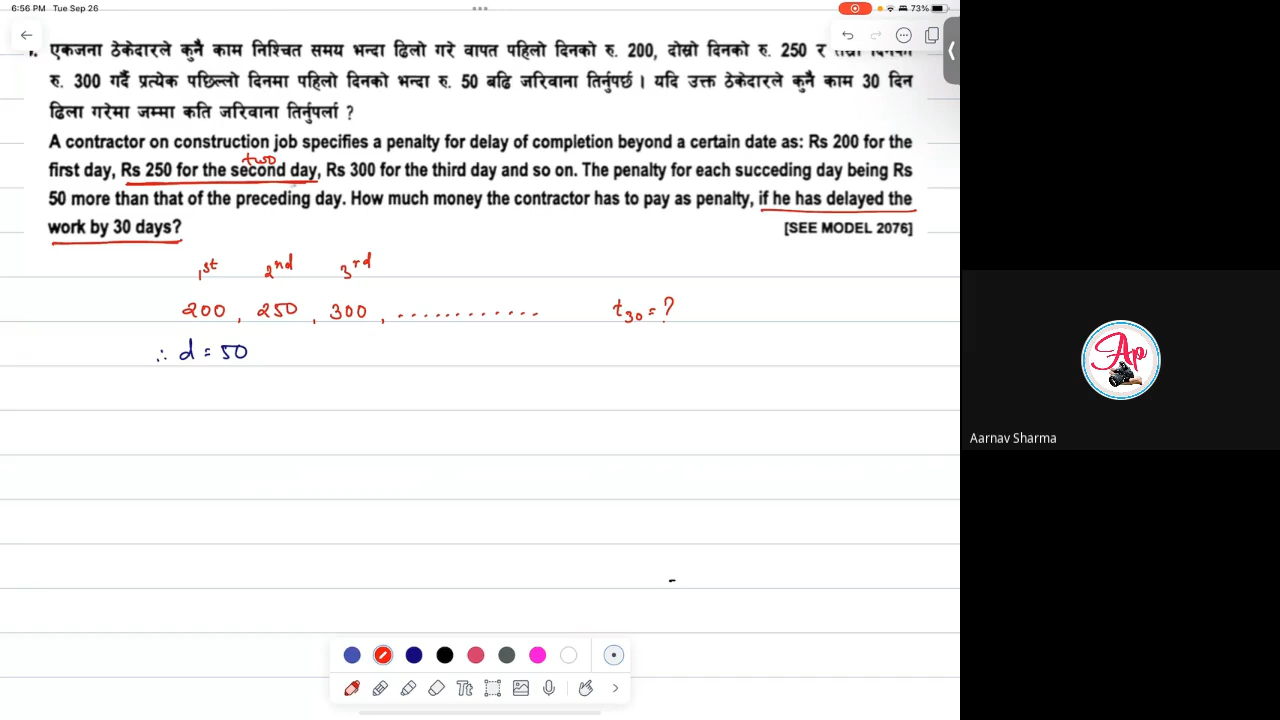 6:56 PM Tue Sep 26
73%
एकजना ठेकेदारले कुनै काम निश्चित समय भन्दा ढिलो गरे वापत पहिलो दिनको रु. 200, दोस्रो दिनको रु. 250 र
रु. 300 गर्दै प्रत्येक पछिल्लो दिनमा पहिलो दिनको भन्दा रु. 50 बढि जरिवाना तिर्नुपर्छ । यदि उक्त ठेकेदारले कुनै काम 30 दिन
ढिला गरेमा जम्मा कति जरिवाना तिर्नुपर्ला ?
A contractor on construction job specifies a penalty for delay of completion beyond a certain date as: Rs 200 for the
two
first day, Rs 250 for the second day, Rs 300 for the third day and so on. The penalty for each succeding day being Rs
50 more than that of the preceding day. How much money the contractor has to pay as penalty, if he has delayed the
work by 30 days? [SEE MODEL 2076]
1st 2nd 3rd
200, 250, 300, ............. t30 = ?
∴ d = 50
Ap
Aarnav Sharma
Tt